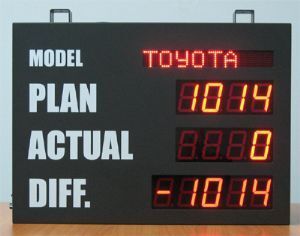 MODEL TOYOTA
PLAN 1014
ACTUAL 0
DIFF. -1014